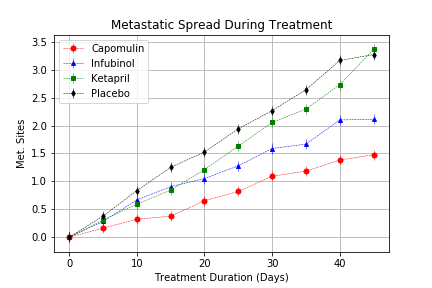 Metastatic Spread During Treatment
3.5
3.0
2.5
2.0
1.5
1.0
0.5
0.0
Met. Sites
Capomulin
Infubinol
Ketapril
Placebo
0 10 20 30 40
Treatment Duration (Days)